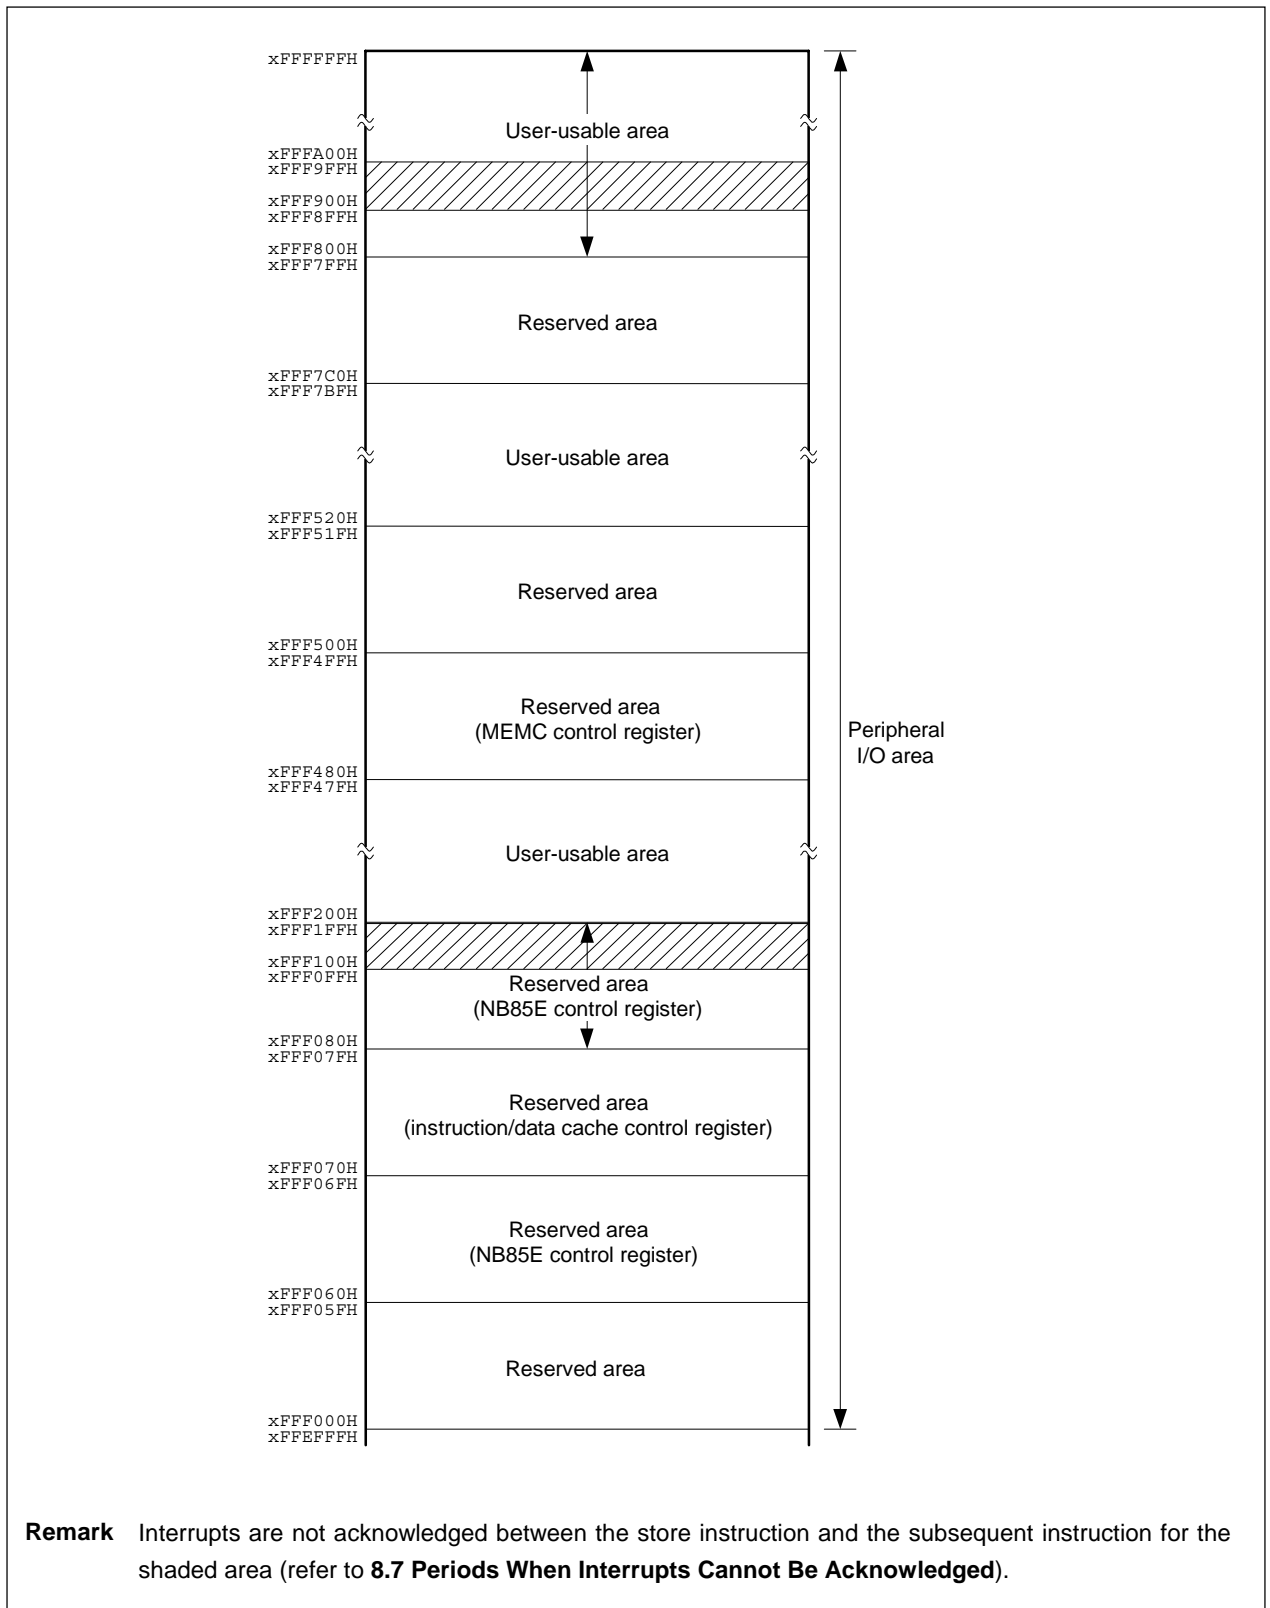 xFFFFFFFH
User-usable area
xFFFA00H
xFFF9FFH
xFFF900H
xFFF8FFH
xFFF800H
xFFF7FFH
Reserved area
xFFF7C0H
xFFF7BFH
User-usable area
xFFF520H
xFFF51FH
Reserved area
xFFF500H
xFFF4FFH
Reserved area
(MEMC control register)
Peripheral
I/O area
xFFF480H
xFFF47FH
User-usable area
xFFF200H
xFFF1FFH
xFFF100H
xFFF0FFH
Reserved area
(NB85E control register)
xFFF080H
xFFF07FH
Reserved area
(instruction/data cache control register)
xFFF070H
xFFF06FH
Reserved area
(NB85E control register)
xFFF060H
xFFF05FH
Reserved area
xFFF000H
xFFEFFFH
Remark Interrupts are not acknowledged between the store instruction and the subsequent instruction for the
shaded area (refer to 8.7 Periods When Interrupts Cannot Be Acknowledged).